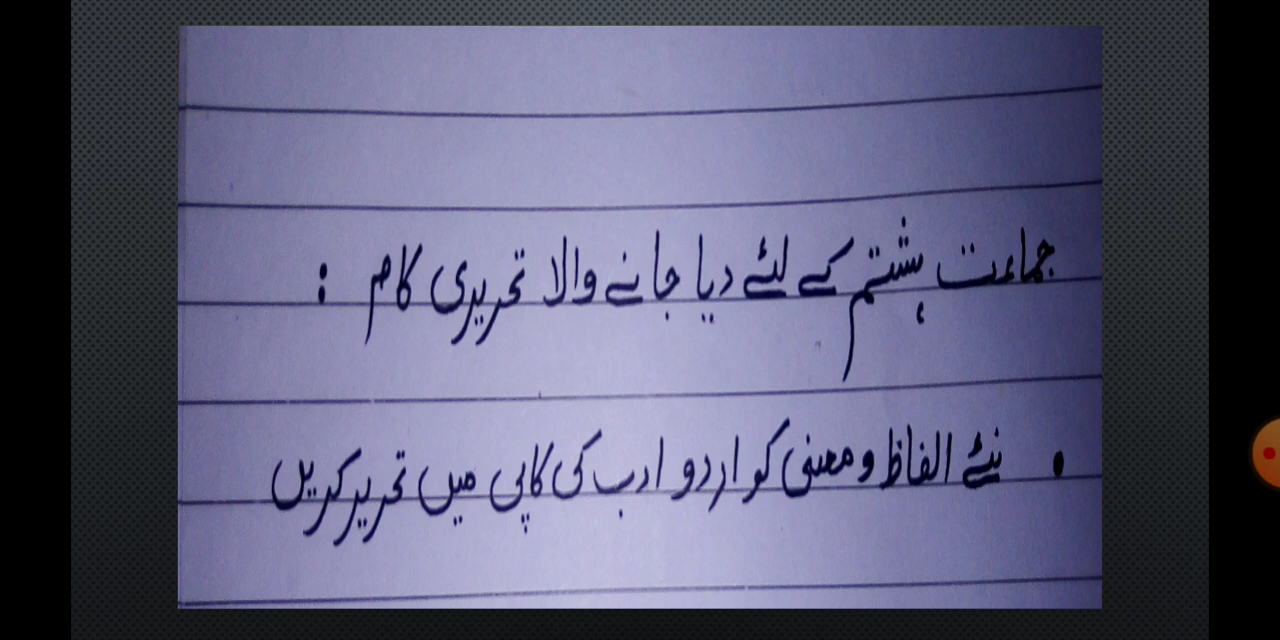 جماعت ہشتم کے لئے دیا جانے والا تحریری کام :
• نئے الفاظ و معنی کو اردو ادب کی کاپی میں تحریر کریں